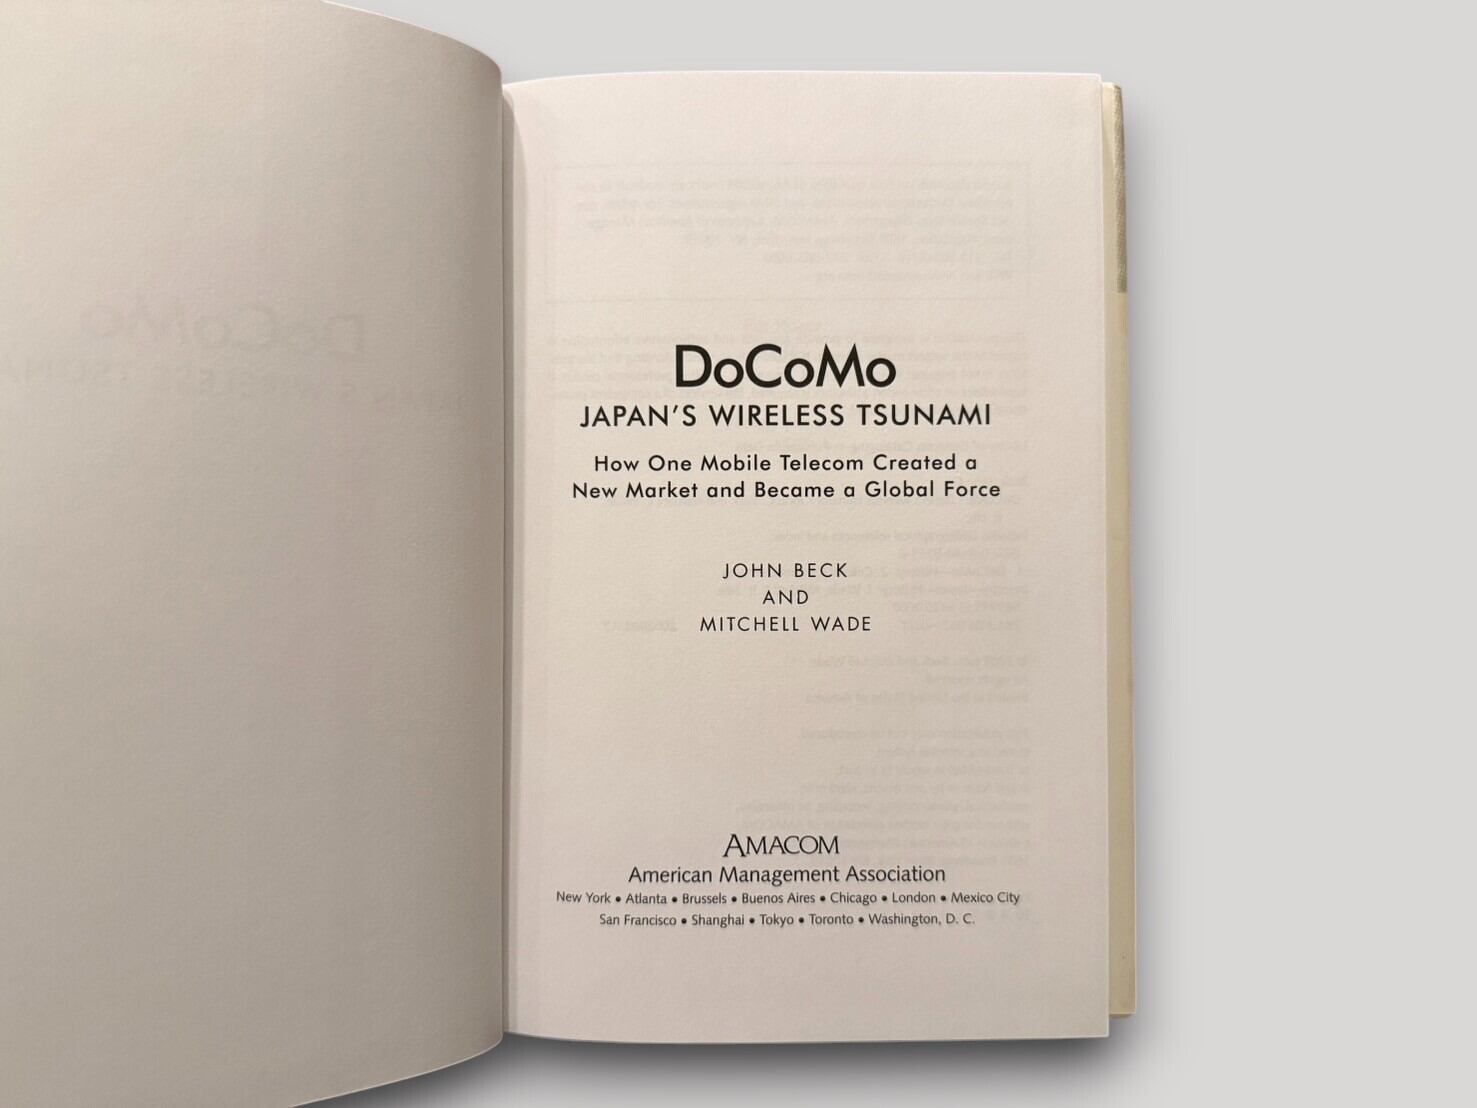 DoCoMo
JAPAN'S WIRELESS TSUNAMI
How One Mobile Telecom Created a
New Market and Became a Global Force
JOHN BECK
AND
MITCHELL WADE
AMACOM
American Management Association
New York • Atlanta • Brussels • Buenos Aires • Chicago • London • Mexico City
San Francisco • Shanghai • Tokyo • Toronto • Washington, D. C.